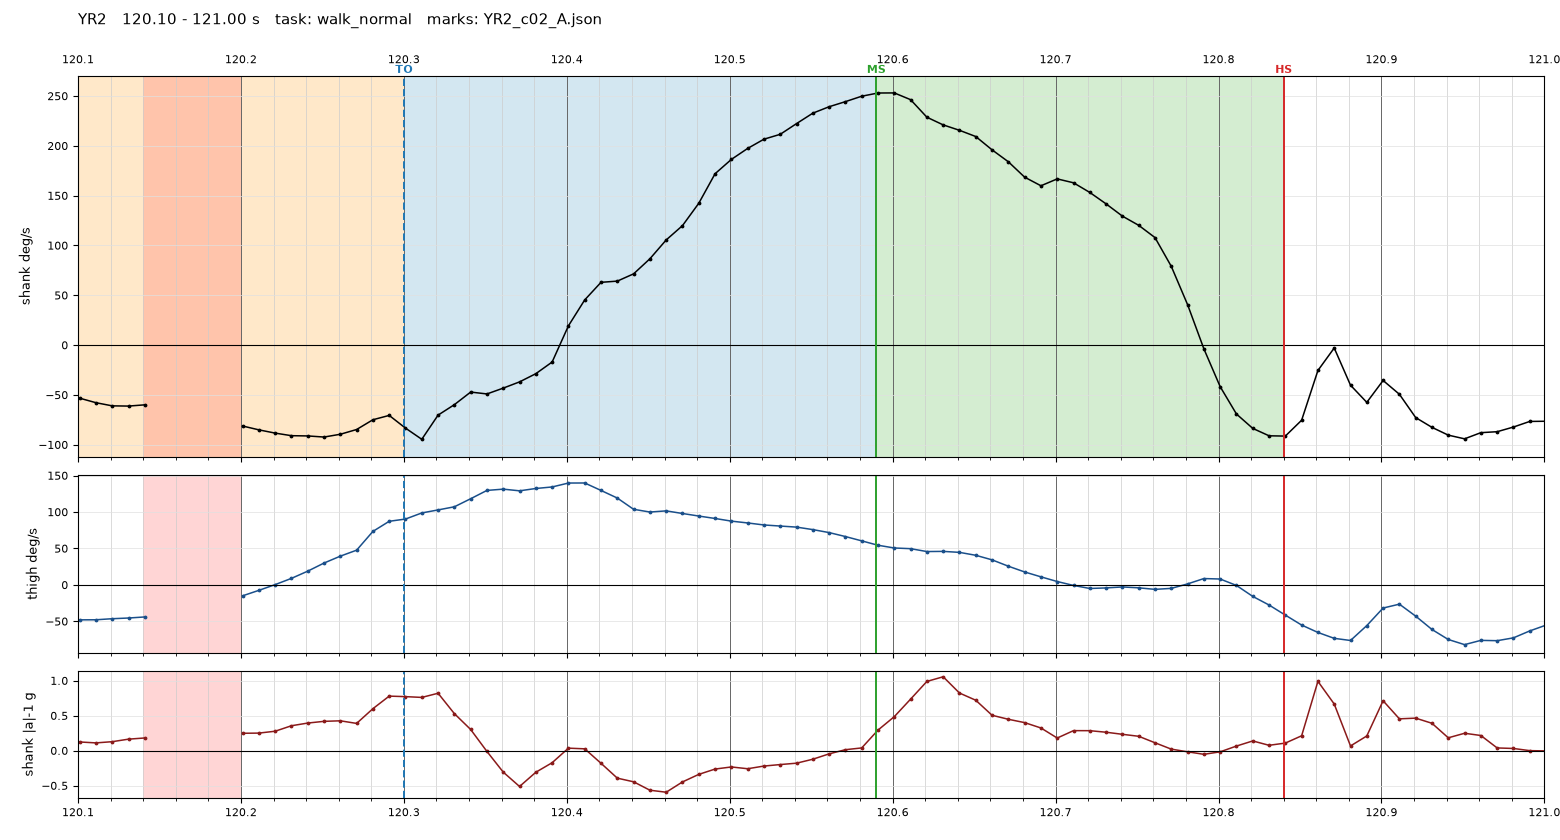 YR2   120.10 - 121.00 s   task: walk_normal   marks: YR2_c02_A.json
120.1 120.2 120.3 120.4 120.5 120.6 120.7 120.8 120.9 121.0
TO MS HS
shank deg/s
250
200
150
100
50
0
−50
−100
thigh deg/s
150
100
50
0
−50
shank |a|-1 g
1.0
0.5
0.0
−0.5
120.1 120.2 120.3 120.4 120.5 120.6 120.7 120.8 120.9 121.0